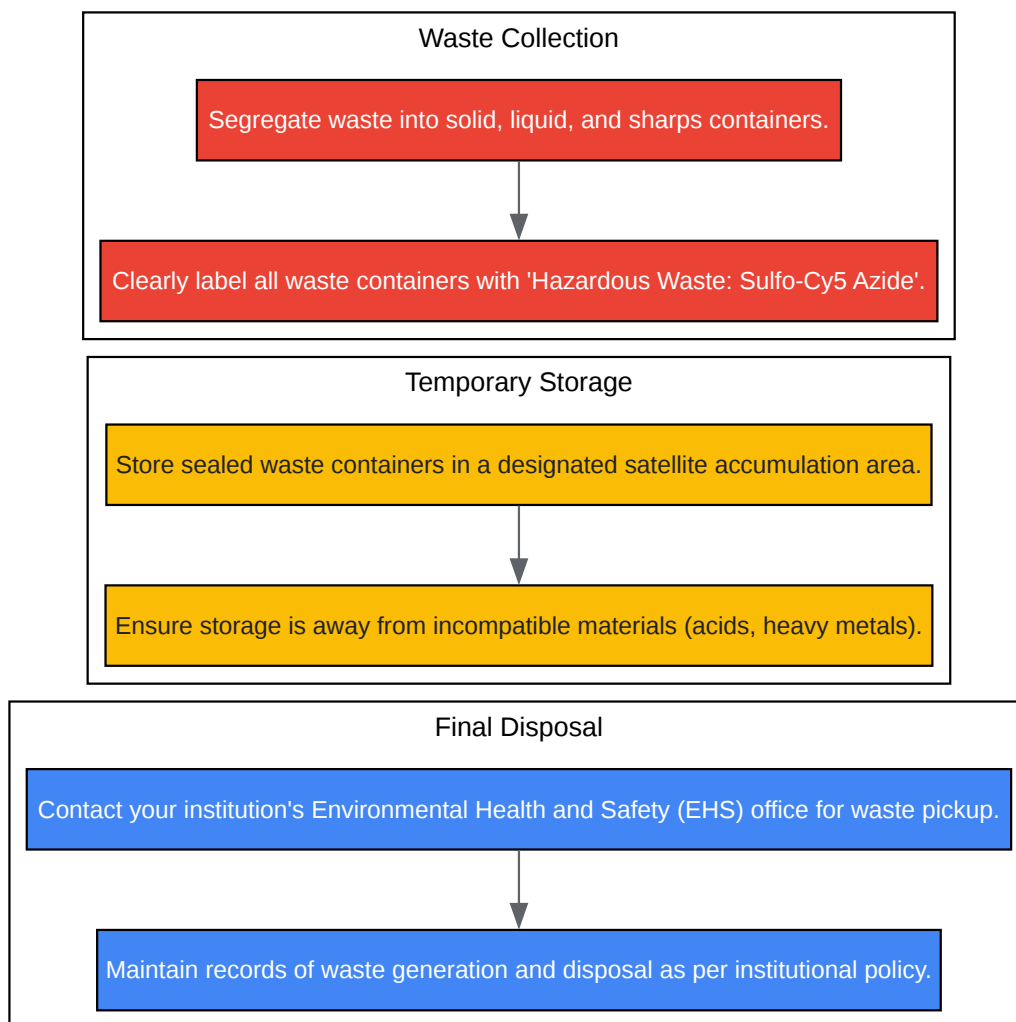 Waste Collection
Segregate waste into solid, liquid, and sharps containers.
Clearly label all waste containers with 'Hazardous Waste: Sulfo-Cy5 Azide'.
Temporary Storage
Store sealed waste containers in a designated satellite accumulation area.
Ensure storage is away from incompatible materials (acids, heavy metals).
Final Disposal
Contact your institution's Environmental Health and Safety (EHS) office for waste pickup.
Maintain records of waste generation and disposal as per institutional policy.